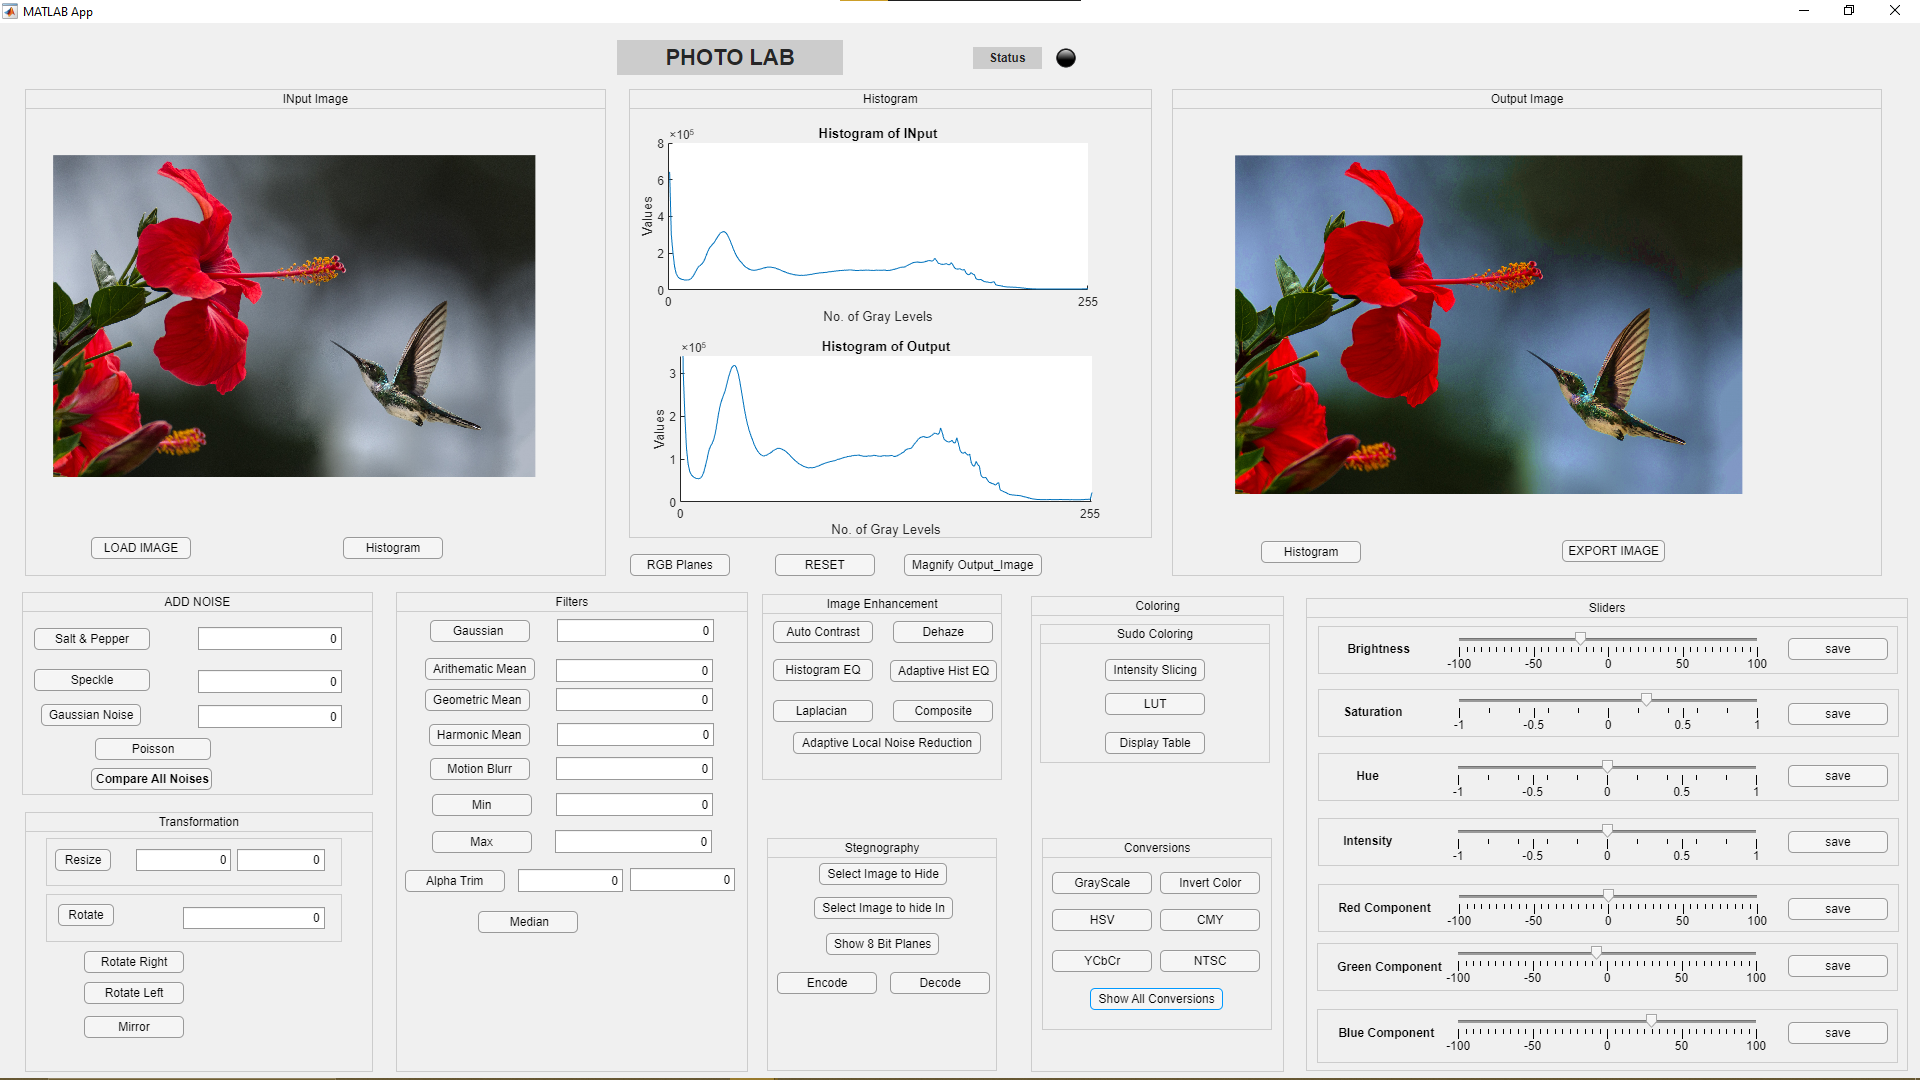 MATLAB App
PHOTO LAB
Status
INput Image
LOAD IMAGE
Histogram
Histogram
Histogram of INput
×10⁵
8
6
4
2
0
Values
0 255
No. of Gray Levels
Histogram of Output
×10⁵
3
2
1
0
Values
0 255
No. of Gray Levels
RGB Planes
RESET
Magnify Output_Image
Output Image
Histogram
EXPORT IMAGE
ADD NOISE
Salt & Pepper 0
Speckle 0
Gaussian Noise 0
Poisson
Compare All Noises
Transformation
Resize 0 0
Rotate 0
Rotate Right
Rotate Left
Mirror
Filters
Gaussian 0
Arithematic Mean 0
Geometric Mean 0
Harmonic Mean 0
Motion Blurr 0
Min 0
Max 0
Alpha Trim 0 0
Median
Image Enhancement
Auto Contrast Dehaze
Histogram EQ Adaptive Hist EQ
Laplacian Composite
Adaptive Local Noise Reduction
Stegnography
Select Image to Hide
Select Image to hide In
Show 8 Bit Planes
Encode Decode
Coloring
Sudo Coloring
Intensity Slicing
LUT
Display Table
Conversions
GrayScale Invert Color
HSV CMY
YCbCr NTSC
Show All Conversions
Sliders
Brightness save
-100 -50 0 50 100
Saturation save
-1 -0.5 0 0.5 1
Hue save
-1 -0.5 0 0.5 1
Intensity save
-1 -0.5 0 0.5 1
Red Component save
-100 -50 0 50 100
Green Component save
-100 -50 0 50 100
Blue Component save
-100 -50 0 50 100